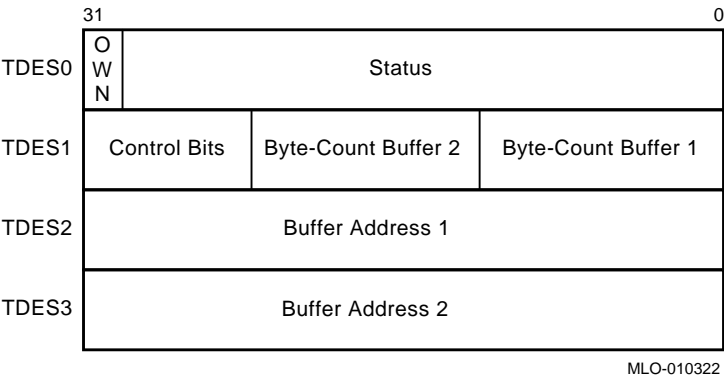 31 0
TDES0 O W N Status
TDES1 Control Bits Byte-Count Buffer 2 Byte-Count Buffer 1
TDES2 Buffer Address 1
TDES3 Buffer Address 2
MLO-010322